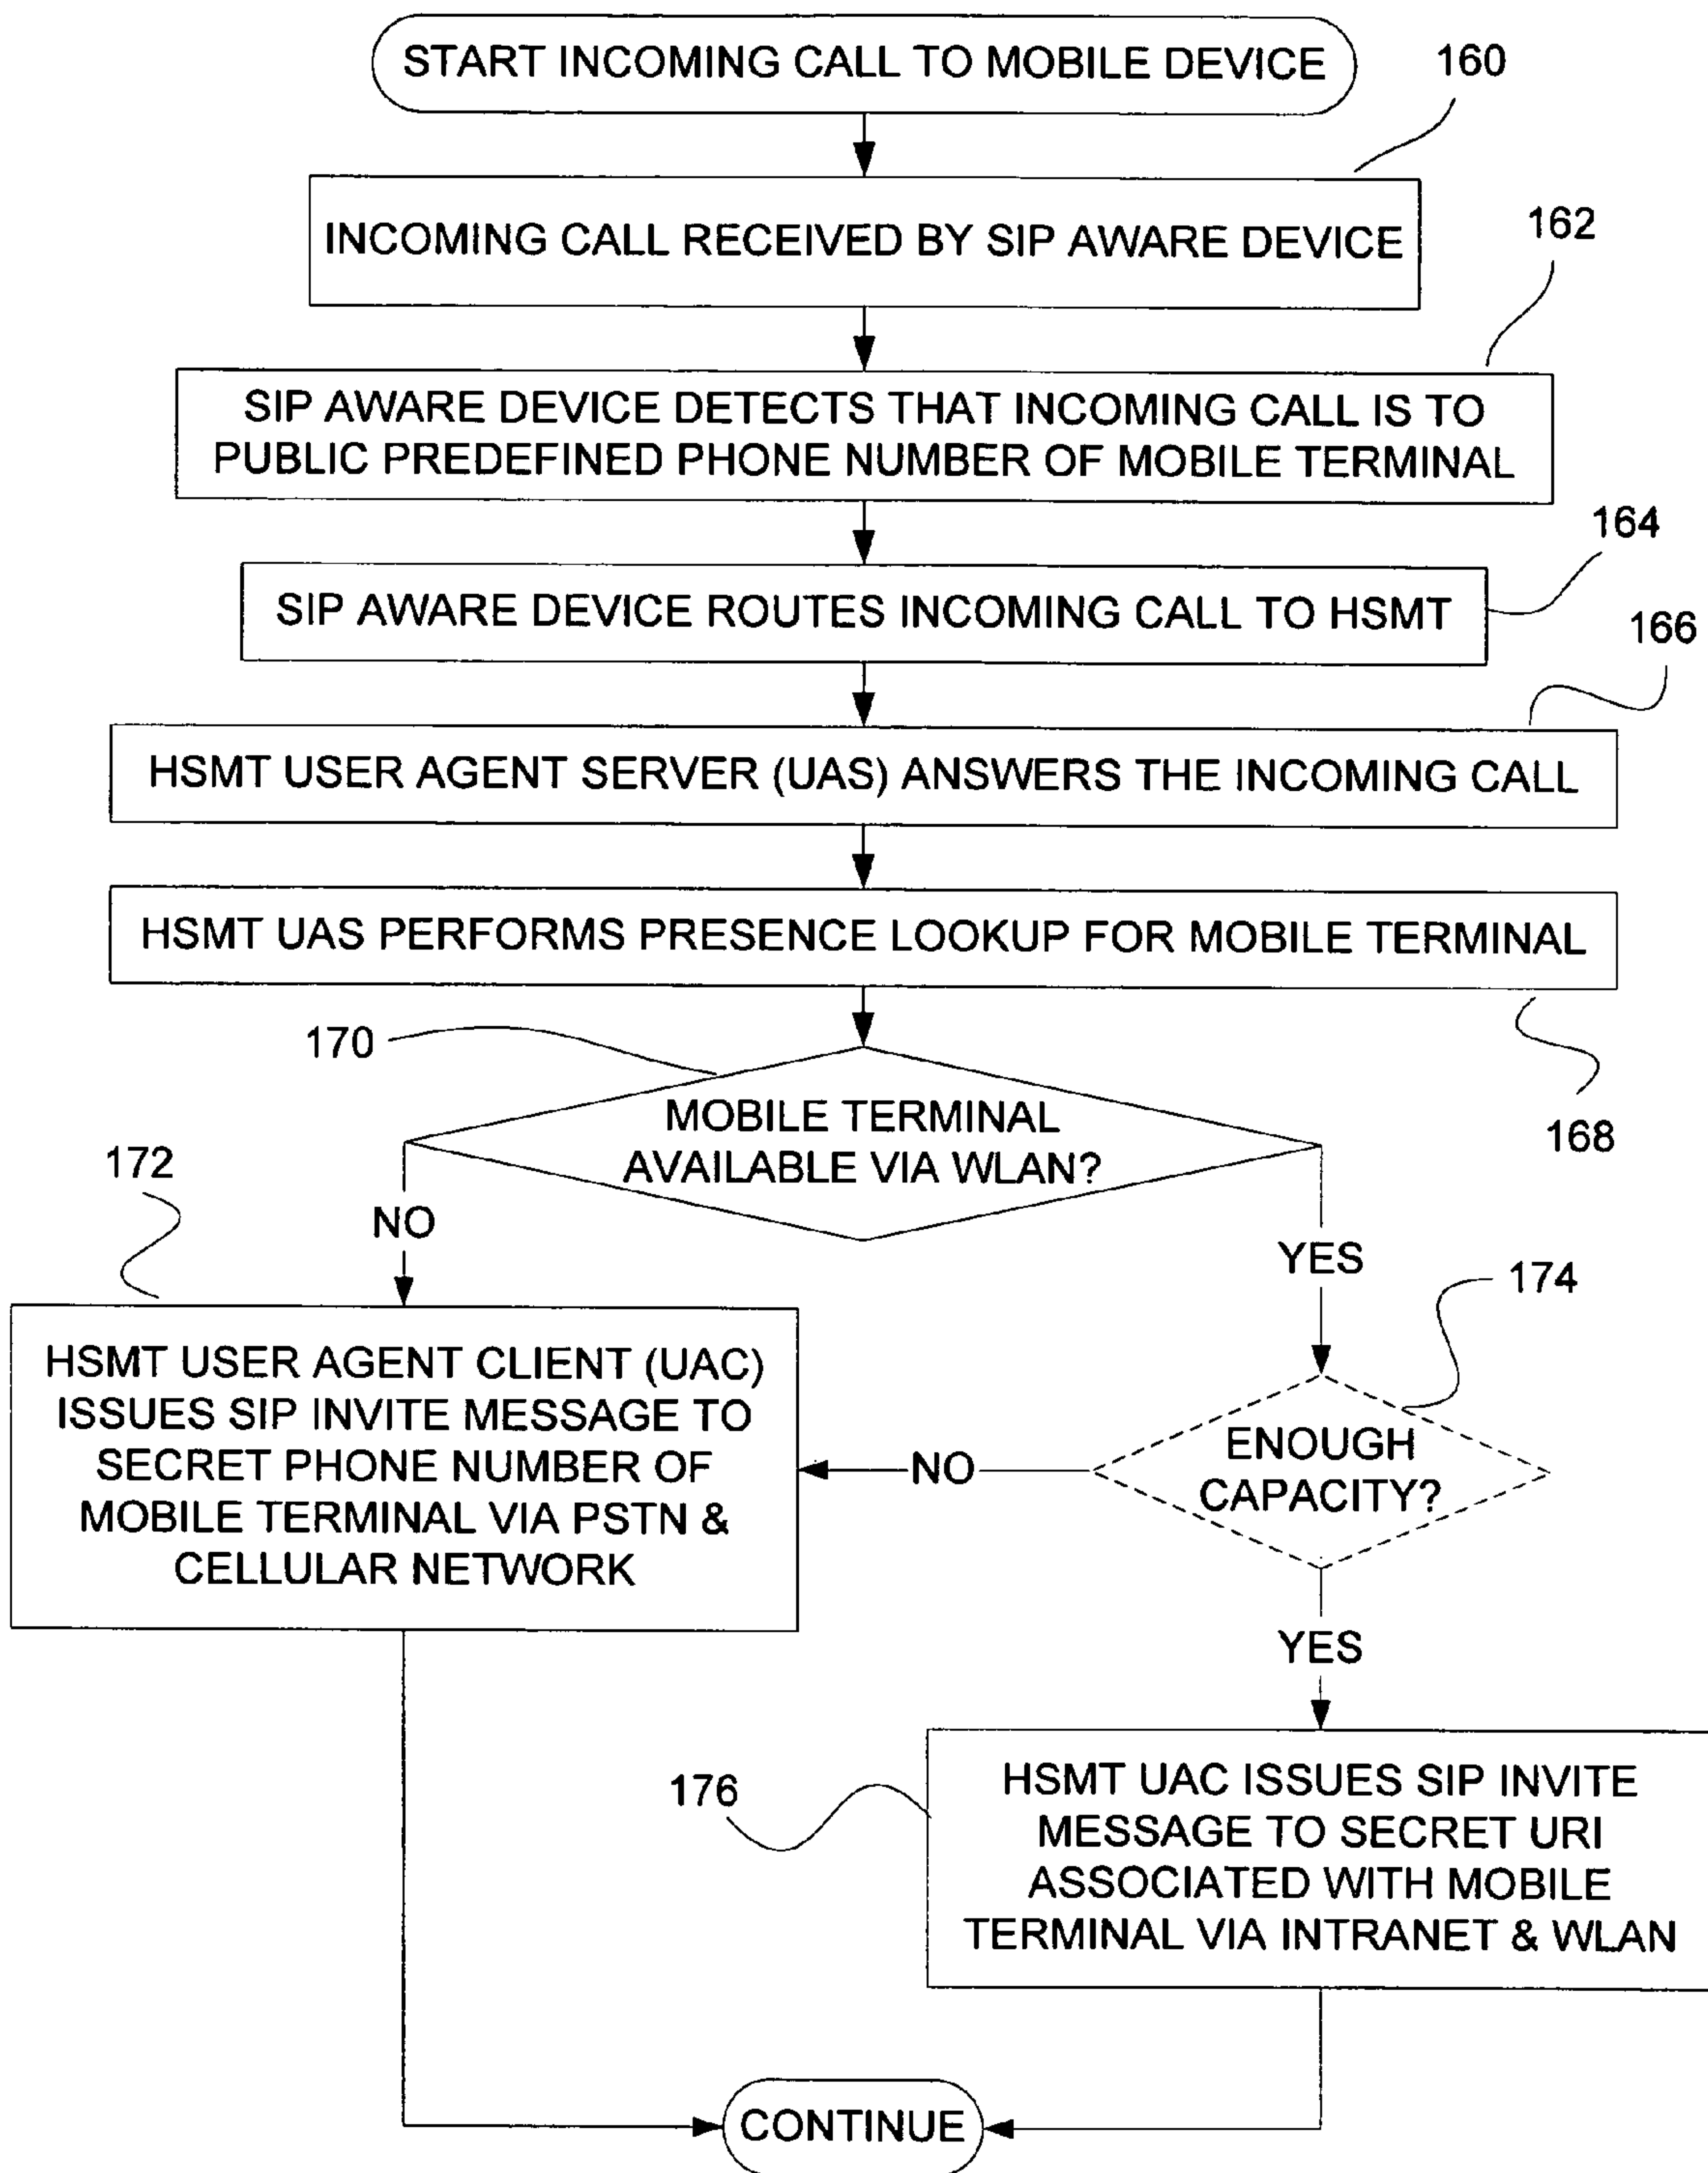 START INCOMING CALL TO MOBILE DEVICE
160
INCOMING CALL RECEIVED BY SIP AWARE DEVICE
162
SIP AWARE DEVICE DETECTS THAT INCOMING CALL IS TO
PUBLIC PREDEFINED PHONE NUMBER OF MOBILE TERMINAL
164
SIP AWARE DEVICE ROUTES INCOMING CALL TO HSMT
166
HSMT USER AGENT SERVER (UAS) ANSWERS THE INCOMING CALL
HSMT UAS PERFORMS PRESENCE LOOKUP FOR MOBILE TERMINAL
168
170
MOBILE TERMINAL
AVAILABLE VIA WLAN?
172
NO
YES
174
HSMT USER AGENT CLIENT (UAC)
ISSUES SIP INVITE MESSAGE TO
SECRET PHONE NUMBER OF
MOBILE TERMINAL VIA PSTN &
CELLULAR NETWORK
ENOUGH
CAPACITY?
NO
YES
176
HSMT UAC ISSUES SIP INVITE
MESSAGE TO SECRET URI
ASSOCIATED WITH MOBILE
TERMINAL VIA INTRANET & WLAN
CONTINUE